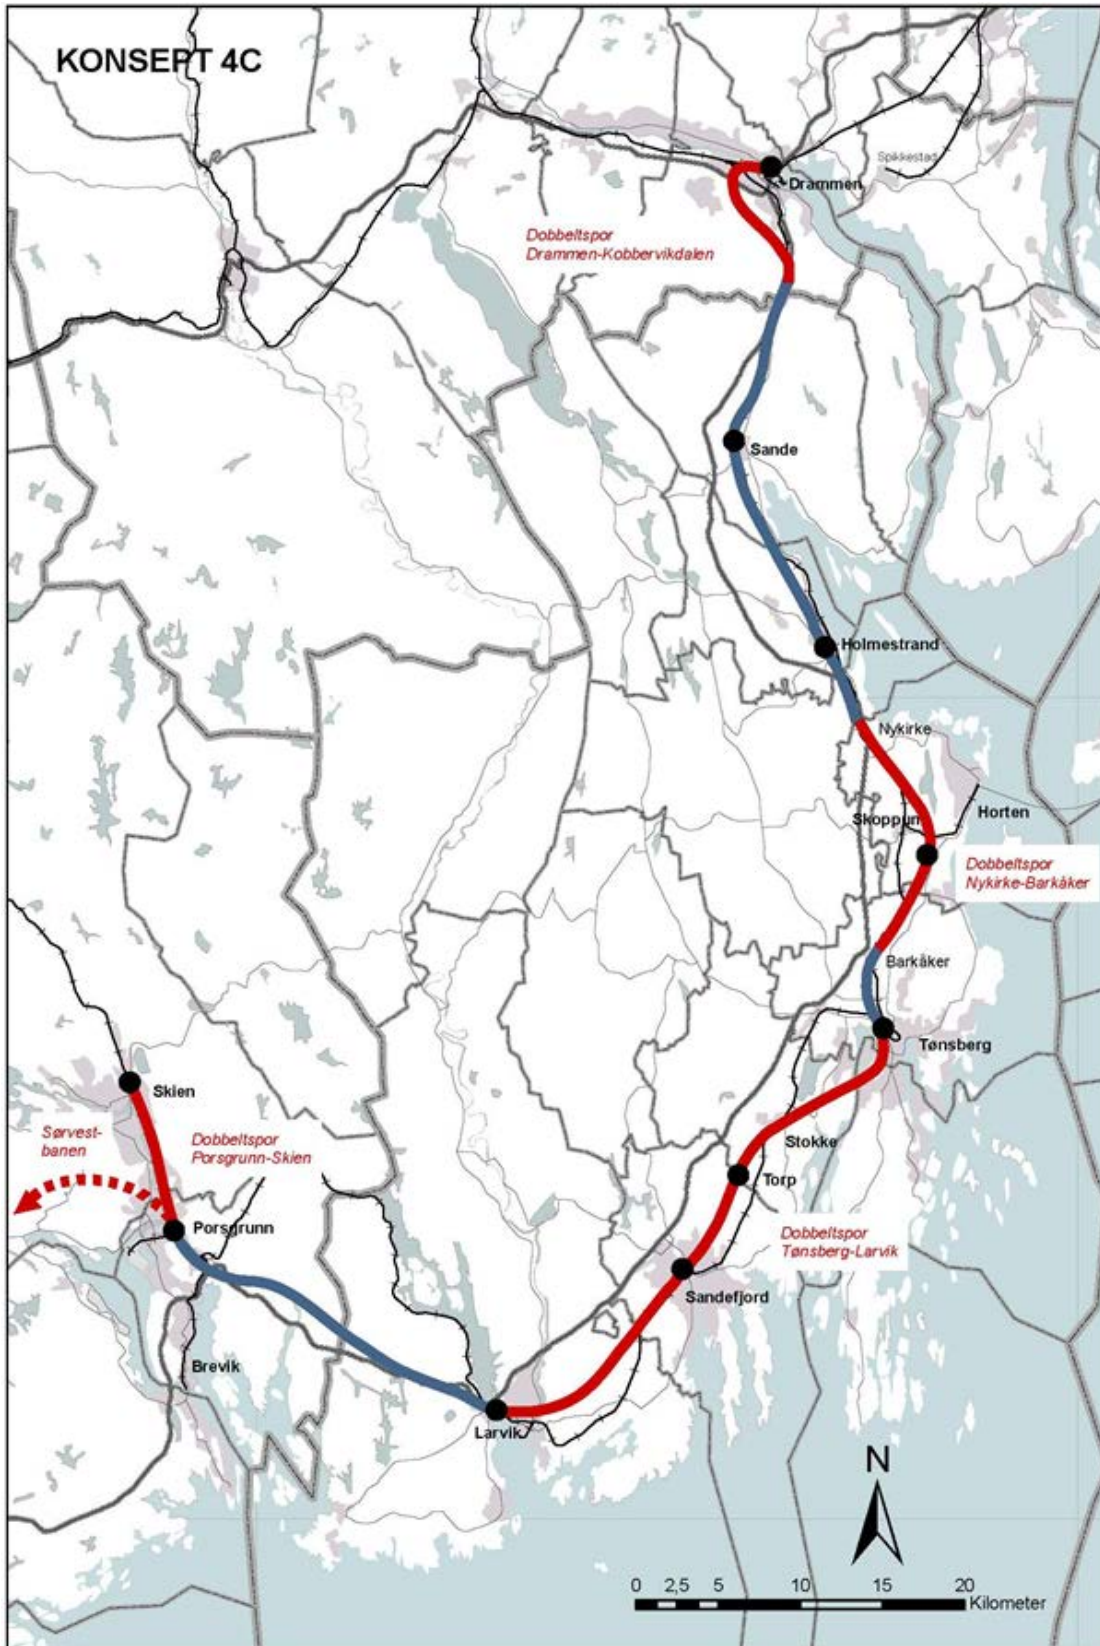 KONSEPT 4C
Spikkestad
Drammen
Dobbeltspor
Drammen-Kobbervikdalen
Sande
Holmestrand
Nykirke
Skoppum
Horten
Dobbeltspor
Nykirke-Barkåker
Barkåker
Tønsberg
Skien
Sørvest-
banen
Dobbeltspor
Porsgrunn-Skien
Stokke
Torp
Porsgrunn
Dobbeltspor
Tønsberg-Larvik
Sandefjord
Brevik
Larvik
N
0 2,5 5 10 15 20
Kilometer